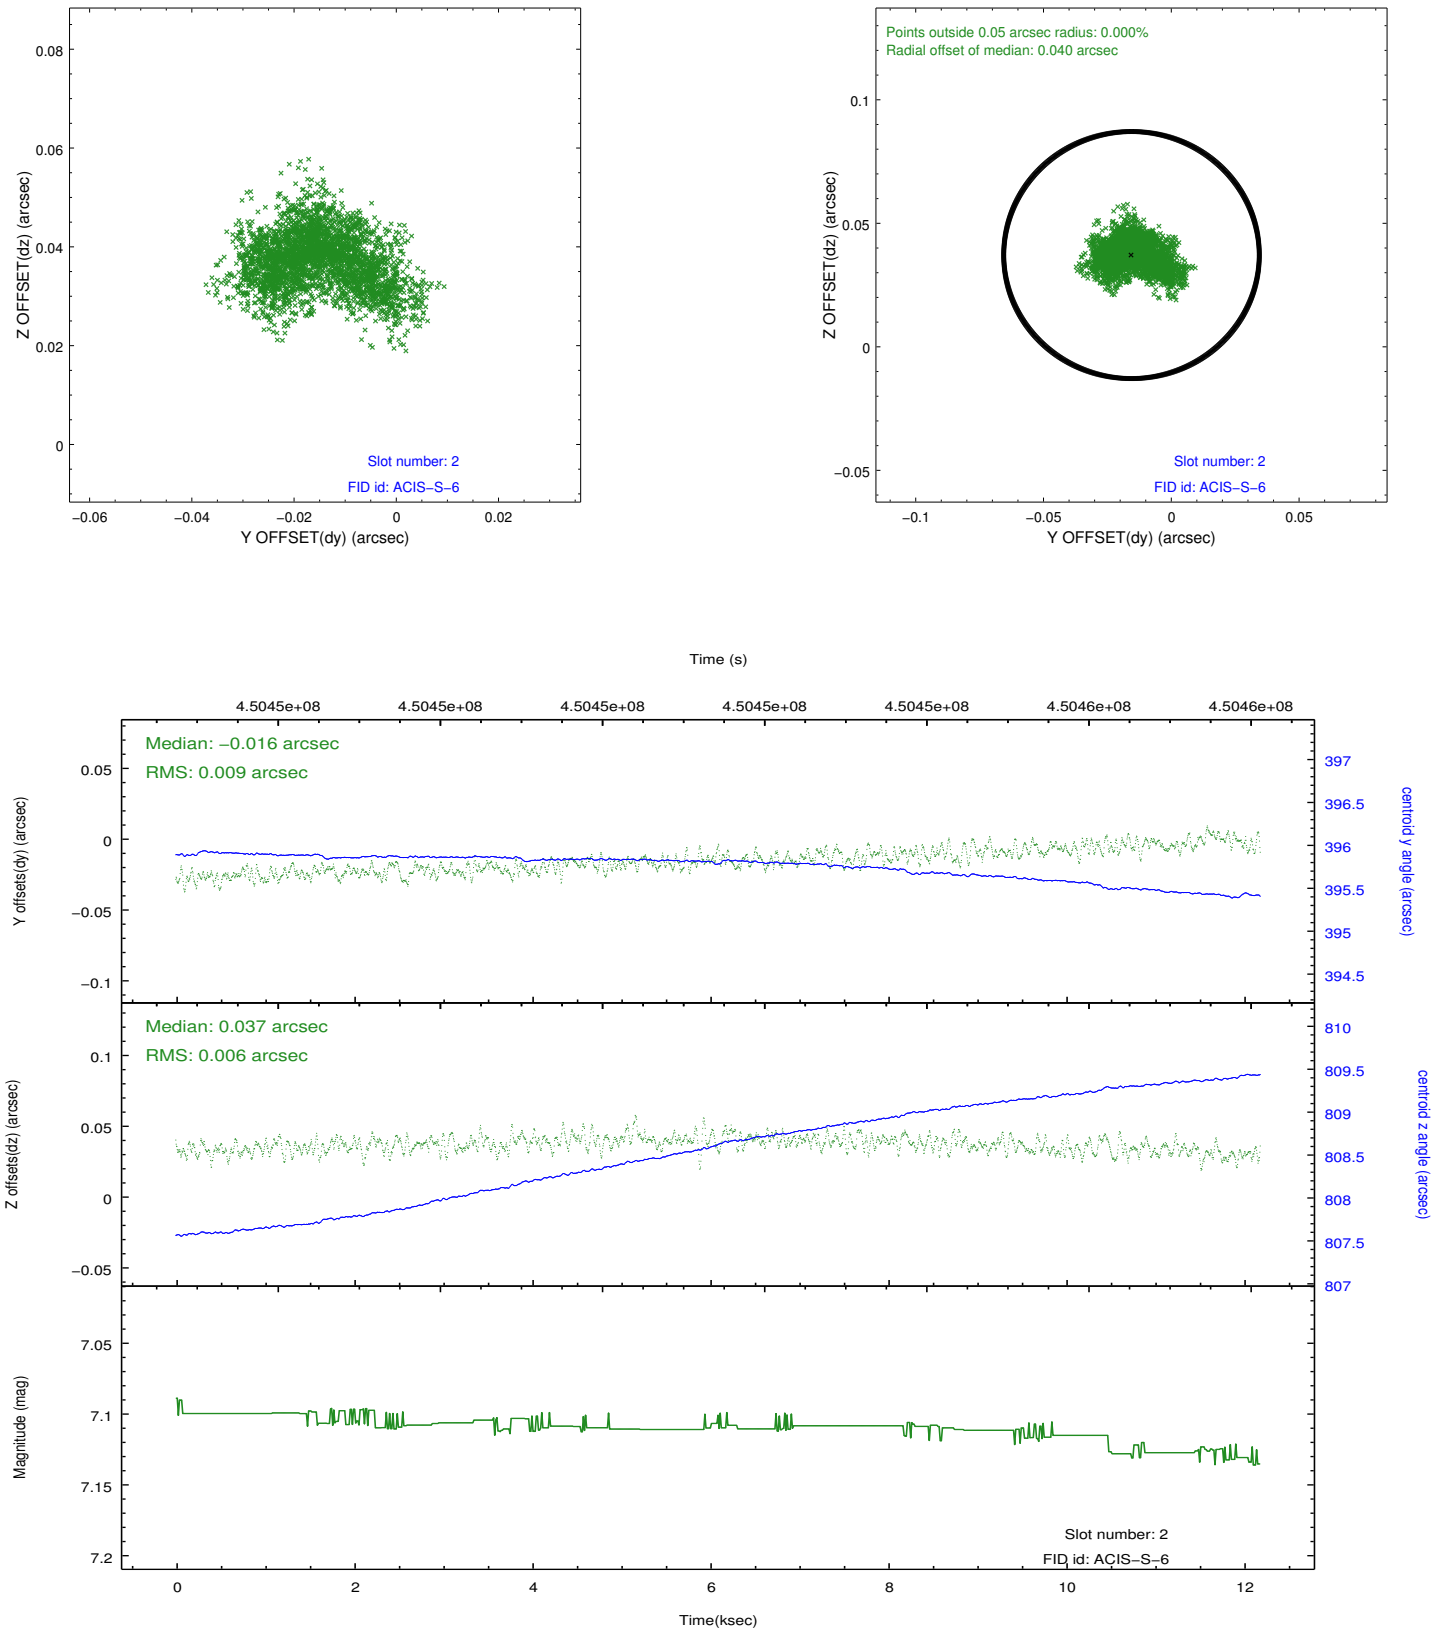 0.08
0.06
0.04
0.02
0
−0.06
−0.04
−0.02
0
0.02
Z OFFSET(dz) (arcsec)
Y OFFSET(dy) (arcsec)
Slot number: 2
FID id: ACIS−S−6
Points outside 0.05 arcsec radius: 0.000%
Radial offset of median: 0.040 arcsec
0.1
0.05
0
−0.05
−0.1
−0.05
0
0.05
Z OFFSET(dz) (arcsec)
Y OFFSET(dy) (arcsec)
Slot number: 2
FID id: ACIS−S−6
Time (s)
4.5045e+08
4.5045e+08
4.5045e+08
4.5045e+08
4.5045e+08
4.5046e+08
4.5046e+08
Median: −0.016 arcsec
RMS: 0.009 arcsec
0.05
0
−0.05
−0.1
Y offsets(dy) (arcsec)
397
396.5
396
395.5
395
394.5
centroid y angle (arcsec)
Median: 0.037 arcsec
RMS: 0.006 arcsec
0.1
0.05
0
−0.05
Z offsets(dz) (arcsec)
810
809.5
809
808.5
808
807.5
807
centroid z angle (arcsec)
7.05
7.1
7.15
7.2
Magnitude (mag)
Slot number: 2
FID id: ACIS−S−6
0
2
4
6
8
10
12
Time(ksec)